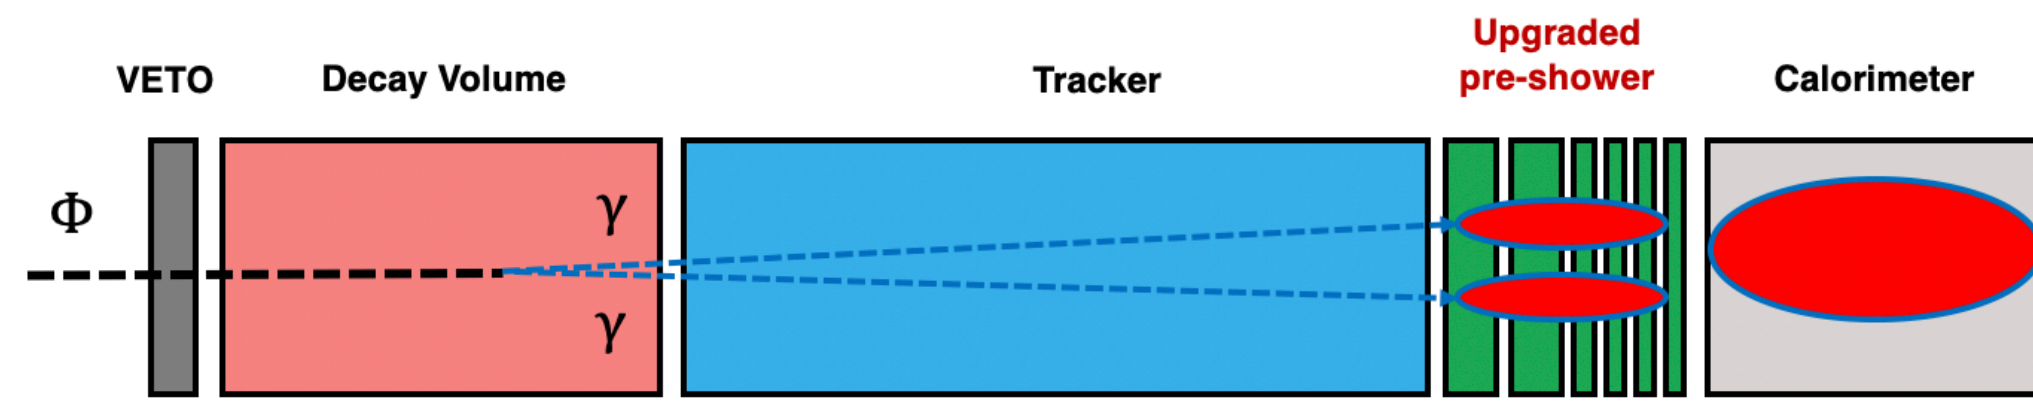 Upgraded
pre-shower
VETO
Decay Volume
Tracker
Calorimeter
Φ
γ
γ